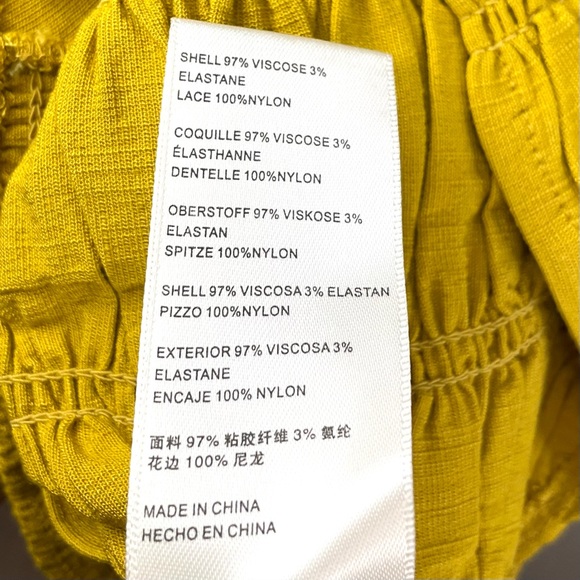 SHELL 97% VISCOSE 3%
ELASTANE
LACE 100%NYLON
COQUILLE 97% VISCOSE 3%
ÉLASTHANNE
DENTELLE 100%NYLON
OBERSTOFF 97% VISKOSE 3%
ELASTAN
SPITZE 100%NYLON
SHELL 97% VISCOSA 3% ELASTAN
PIZZO 100%NYLON
EXTERIOR 97% VISCOSA 3%
ELASTANE
ENCAJE 100% NYLON
面料 97% 粘胶纤维 3% 氨纶
花边 100% 尼龙
MADE IN CHINA
HECHO EN CHINA